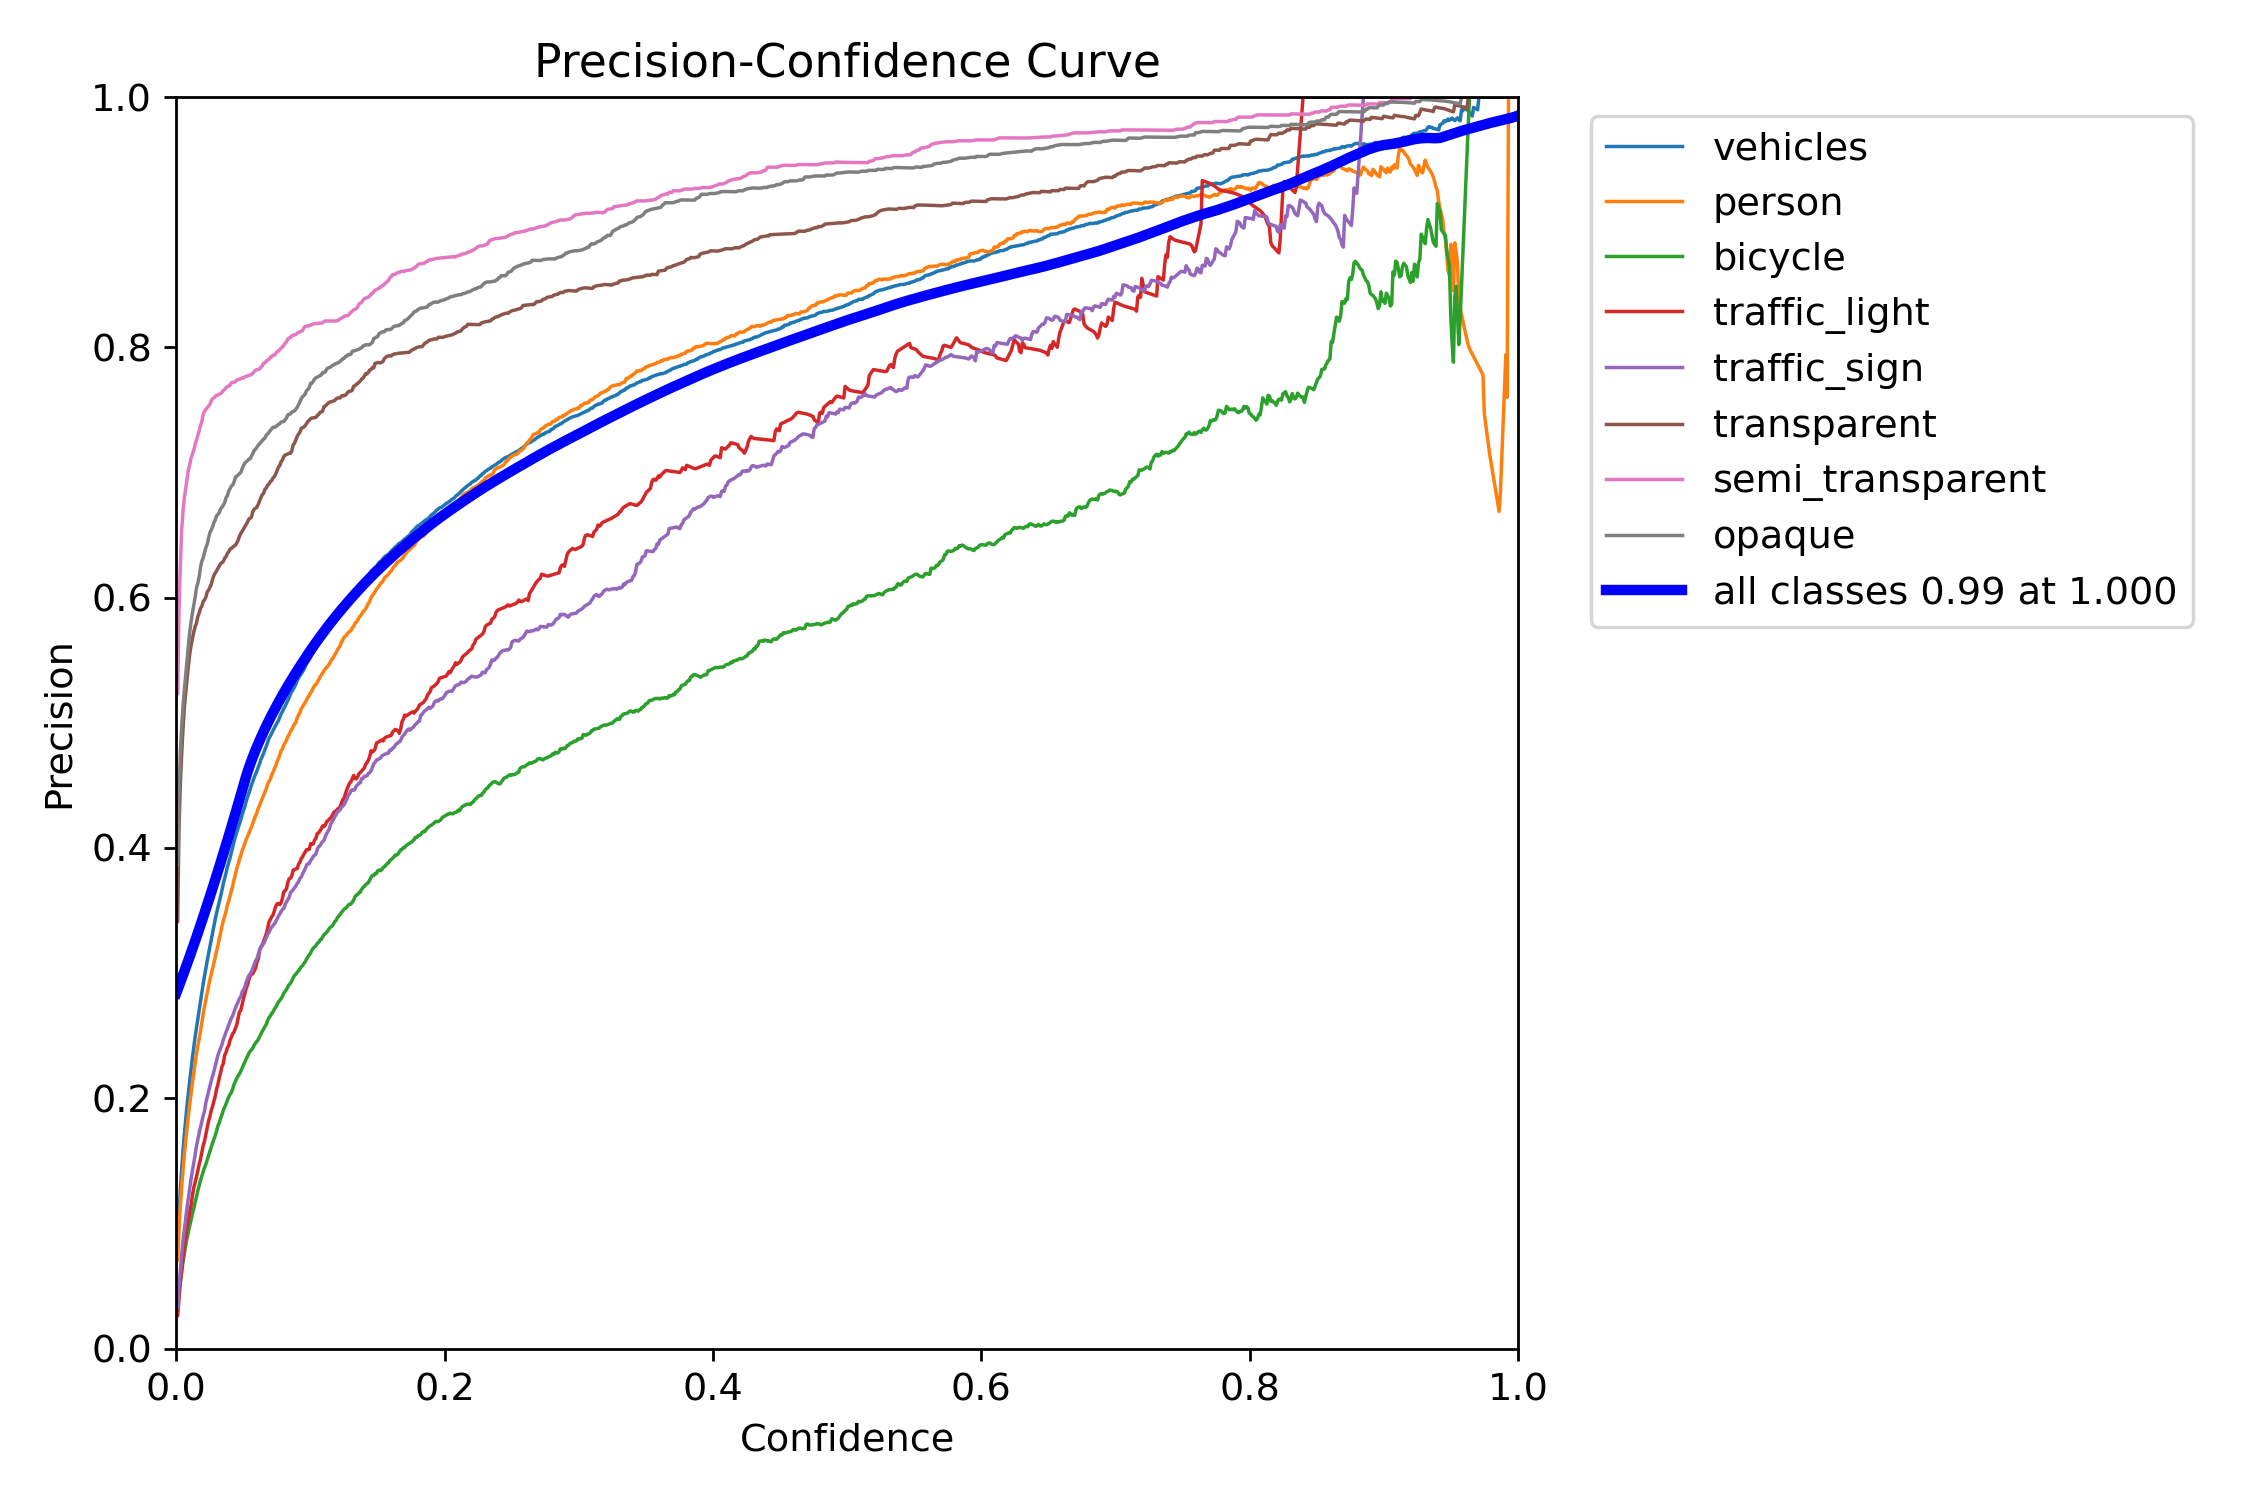 Precision-Confidence Curve
1.0
0.8
0.6
0.4
0.2
0.0
Precision
0.0 0.2 0.4 0.6 0.8 1.0
Confidence
vehicles
person
bicycle
traffic_light
traffic_sign
transparent
semi_transparent
opaque
all classes 0.99 at 1.000